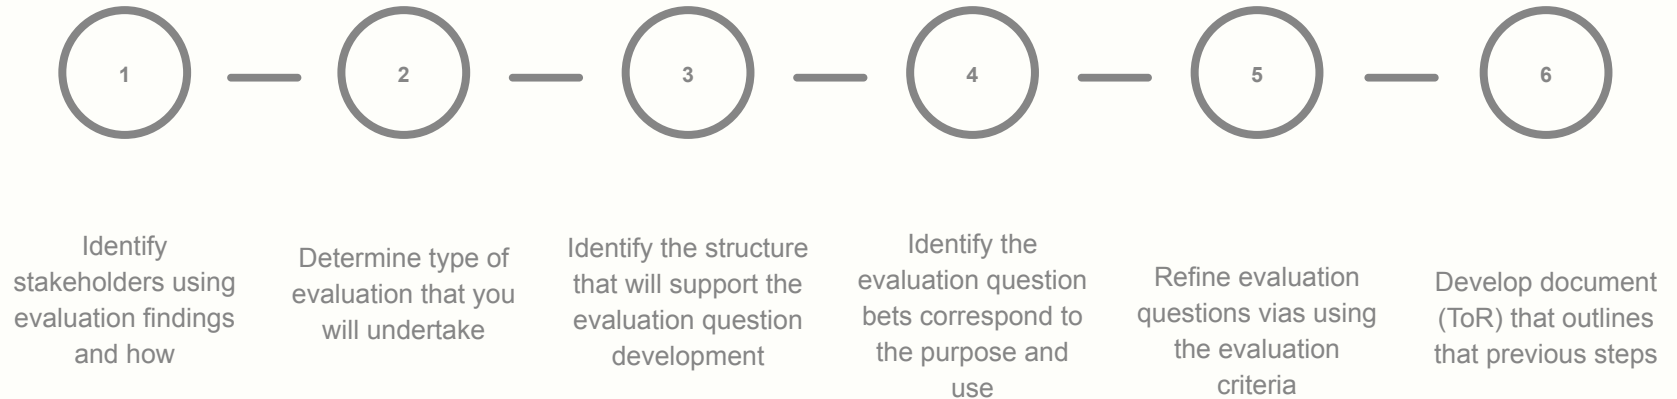 1
2
3
4
5
6
Identify
stakeholders using
evaluation findings
and how
Determine type of
evaluation that you
will undertake
Identify the structure
that will support the
evaluation question
development
Identify the
evaluation question
bets correspond to
the purpose and
use
Refine evaluation
questions vias using
the evaluation
criteria
Develop document
(ToR) that outlines
that previous steps